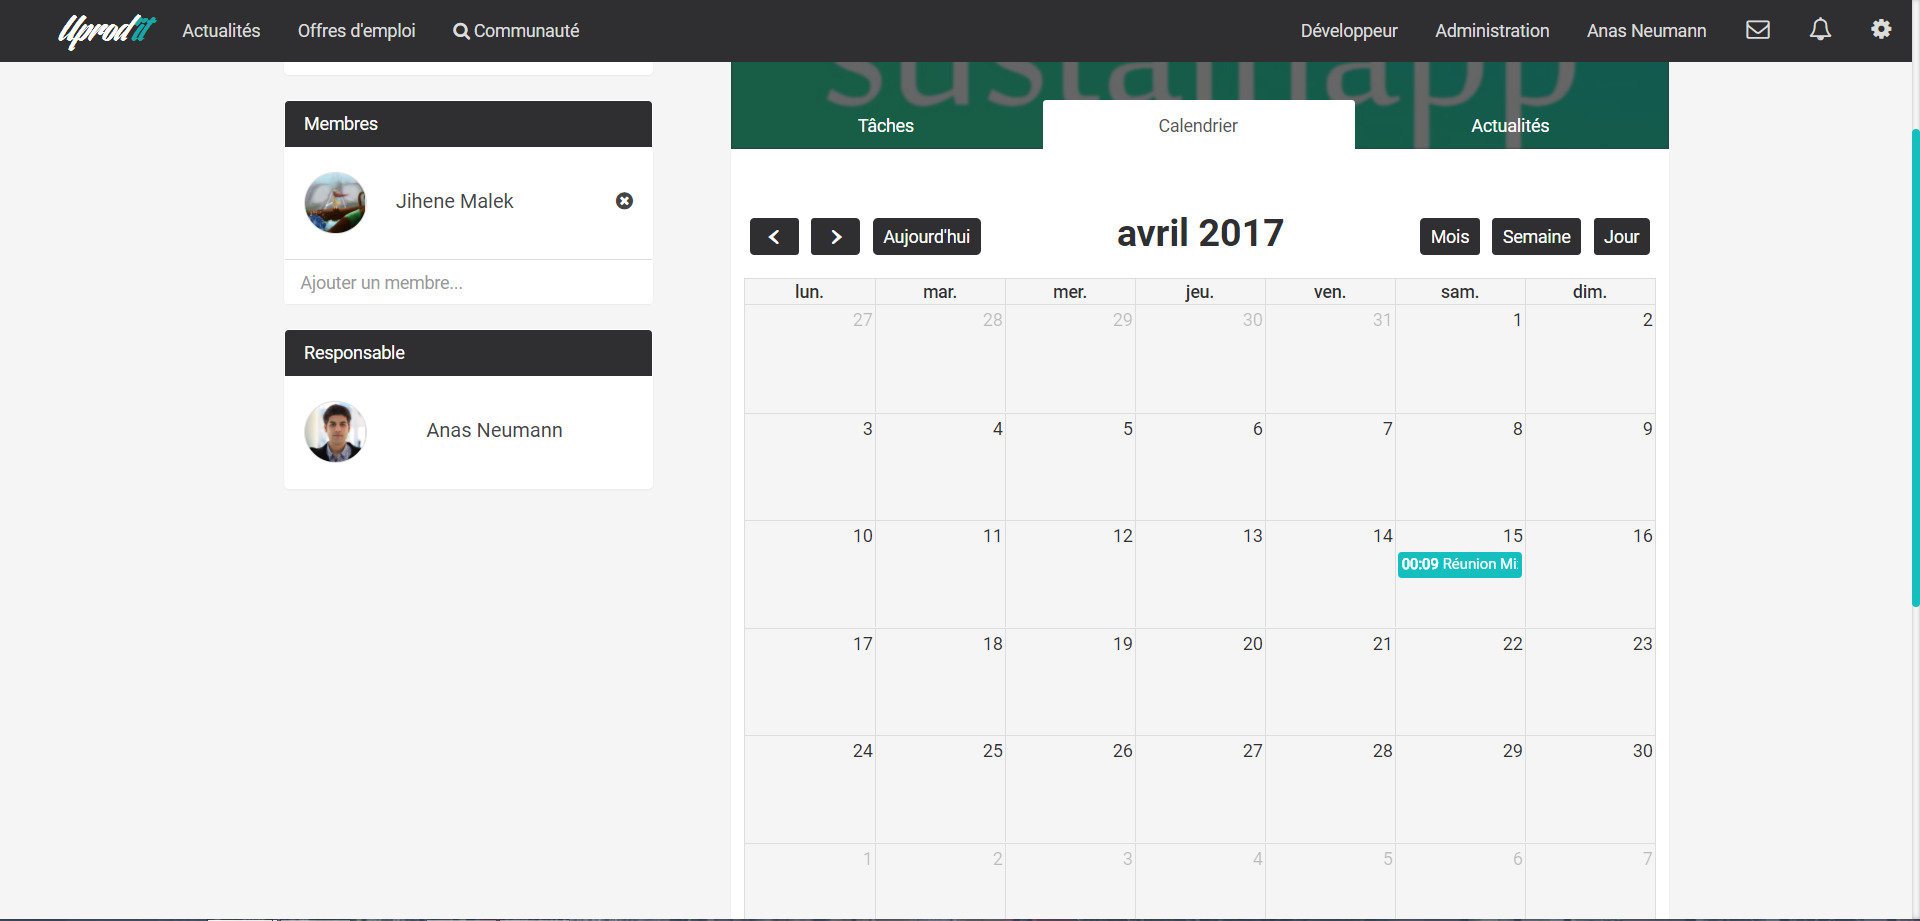 Uprodit Actualités Offres d'emploi Communauté Développeur Administration Anas Neumann
sustainapp
Tâches Calendrier Actualités
Membres
Jihene Malek
Ajouter un membre...
Responsable
Anas Neumann
Aujourd'hui avril 2017 Mois Semaine Jour
lun. mar. mer. jeu. ven. sam. dim.
27 28 29 30 31 1 2
3 4 5 6 7 8 9
10 11 12 13 14 15 16
00:09 Réunion Mi
17 18 19 20 21 22 23
24 25 26 27 28 29 30
1 2 3 4 5 6 7